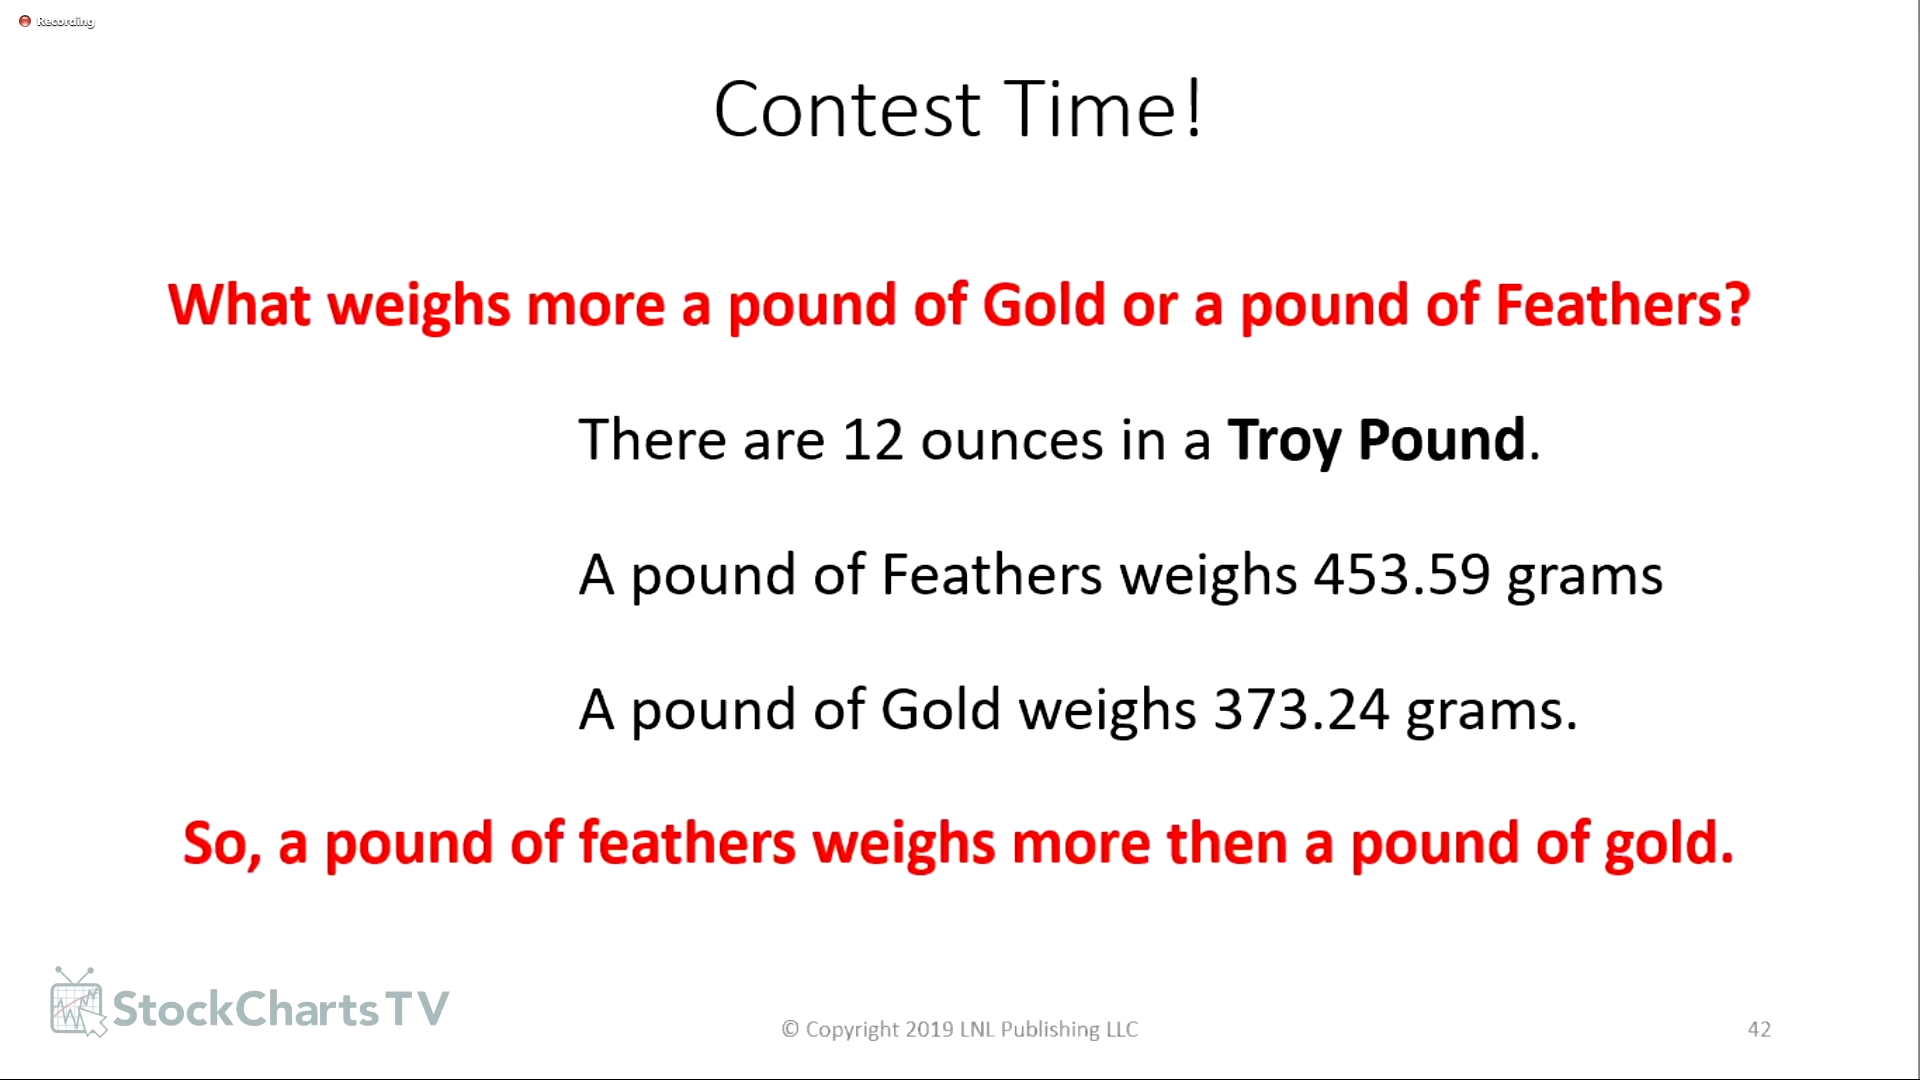 Recording
Contest Time!
What weighs more a pound of Gold or a pound of Feathers?
There are 12 ounces in a Troy Pound.
A pound of Feathers weighs 453.59 grams
A pound of Gold weighs 373.24 grams.
So, a pound of feathers weighs more then a pound of gold.
StockChartsTV
© Copyright 2019 LNL Publishing LLC
42